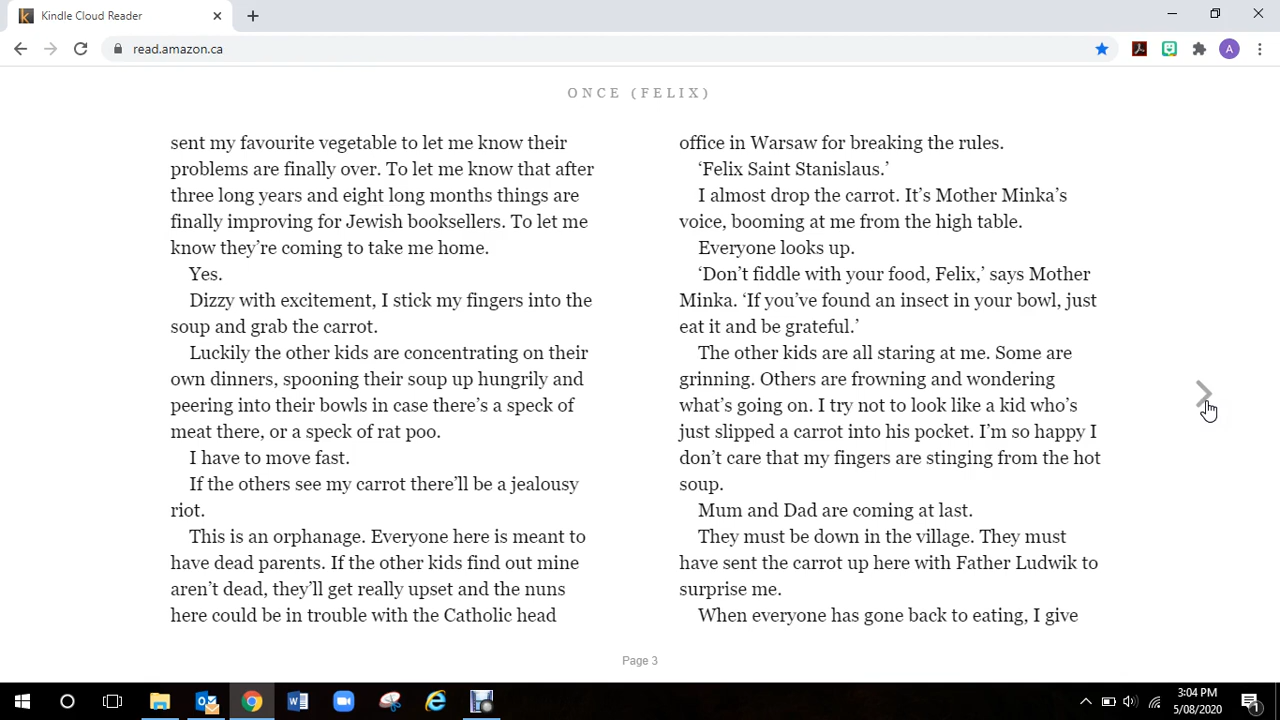 Kindle Cloud Reader
read.amazon.ca
A
ONCE (FELIX)
sent my favourite vegetable to let me know their
problems are finally over. To let me know that after
three long years and eight long months things are
finally improving for Jewish booksellers. To let me
know they’re coming to take me home.
Yes.
Dizzy with excitement, I stick my fingers into the
soup and grab the carrot.
Luckily the other kids are concentrating on their
own dinners, spooning their soup up hungrily and
peering into their bowls in case there’s a speck of
meat there, or a speck of rat poo.
I have to move fast.
If the others see my carrot there’ll be a jealousy
riot.
This is an orphanage. Everyone here is meant to
have dead parents. If the other kids find out mine
aren’t dead, they’ll get really upset and the nuns
here could be in trouble with the Catholic head
office in Warsaw for breaking the rules.
‘Felix Saint Stanislaus.’
I almost drop the carrot. It’s Mother Minka’s
voice, booming at me from the high table.
Everyone looks up.
‘Don’t fiddle with your food, Felix,’ says Mother
Minka. ‘If you’ve found an insect in your bowl, just
eat it and be grateful.’
The other kids are all staring at me. Some are
grinning. Others are frowning and wondering
what’s going on. I try not to look like a kid who’s
just slipped a carrot into his pocket. I’m so happy I
don’t care that my fingers are stinging from the hot
soup.
Mum and Dad are coming at last.
They must be down in the village. They must
have sent the carrot up here with Father Ludwik to
surprise me.
When everyone has gone back to eating, I give
Page 3
3:04 PM
5/08/2020
1